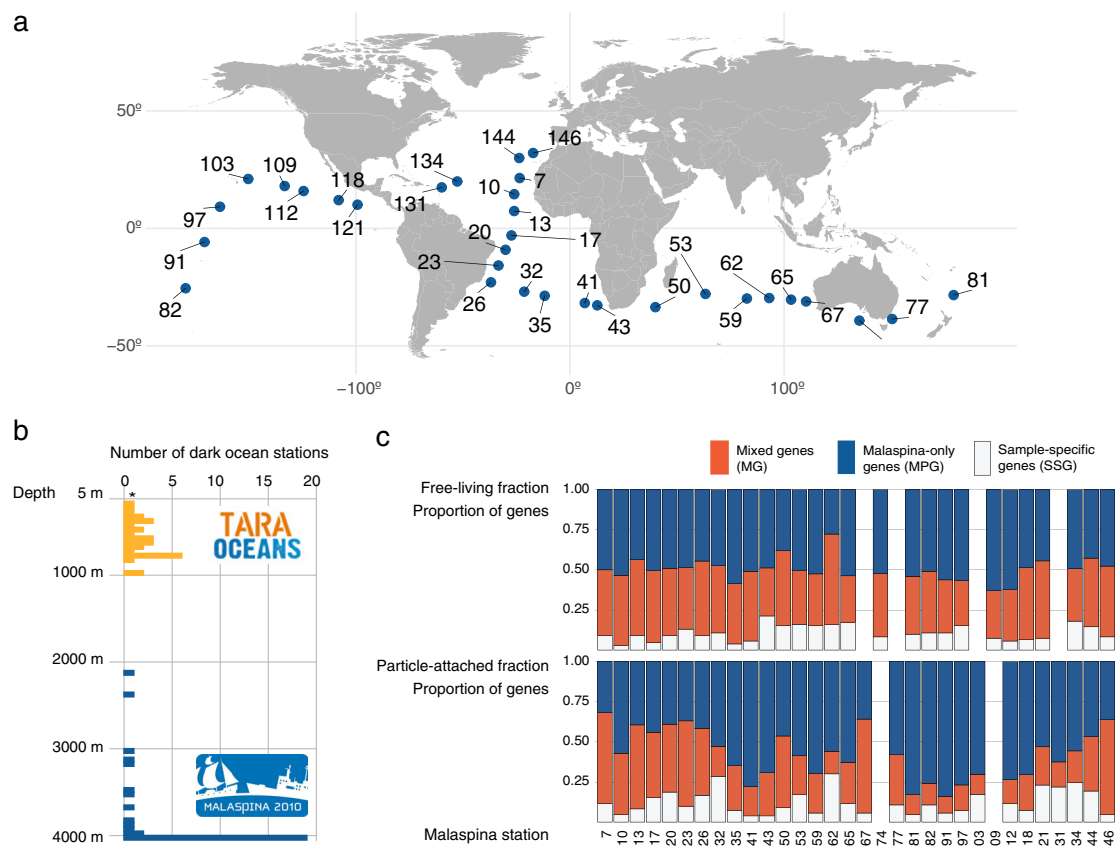 a
50º
0º
−50º
−100º
0º
100º
144
146
103
109
134
118
7
10
112
131
121
13
97
20
17
53
91
23
32
62
65
41
50
81
82
26
35
43
59
67
77
b
Number of dark ocean stations
0 5 10 15 20
*
Depth
5 m
1000 m
2000 m
3000 m
4000 m
TARA
OCEANS
MALASPINA 2010
c
Mixed genes
(MG)
Malaspina-only
genes (MPG)
Sample-specific
genes (SSG)
Free-living fraction
Proportion of genes
1.00
0.75
0.50
0.25
Particle-attached fraction
Proportion of genes
1.00
0.75
0.50
0.25
Malaspina station
7 10 13 17 20 23 26 32 35 41 43 50 53 59 62 65 67 74 77 81 82 91 97 03 09 12 18 21 31 34 44 46